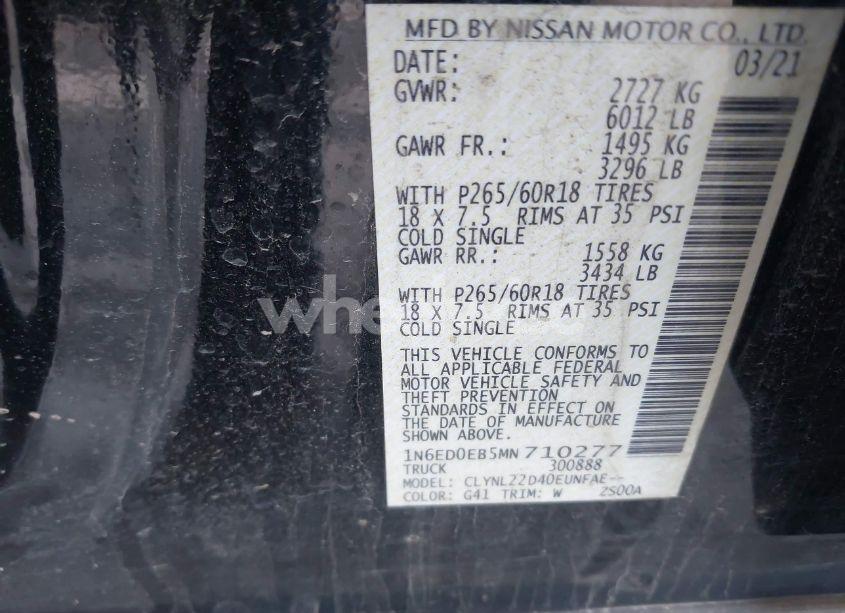 MFD BY NISSAN MOTOR CO., LTD.
DATE: 03/21
GVWR: 2727 KG
6012 LB
GAWR FR.: 1495 KG
3296 LB
WITH P265/60R18 TIRES
18 X 7.5 RIMS AT 35 PSI
COLD SINGLE
GAWR RR.: 1558 KG
3434 LB
WITH P265/60R18 TIRES
18 X 7.5 RIMS AT 35 PSI
COLD SINGLE
THIS VEHICLE CONFORMS TO
ALL APPLICABLE FEDERAL
MOTOR VEHICLE SAFETY AND
THEFT PREVENTION
STANDARDS IN EFFECT ON
THE DATE OF MANUFACTURE
SHOWN ABOVE.
1N6ED0EB5MN710277
TRUCK 300888
MODEL: CLYNL22D40EUNFAE--
COLOR: G41 TRIM: W 2S00A